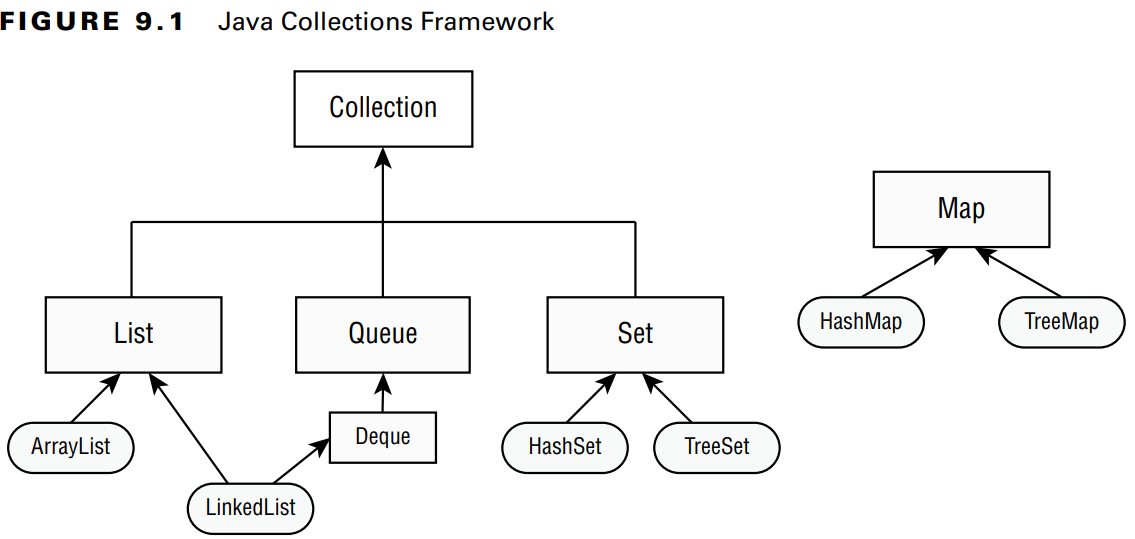 FIGURE 9.1 Java Collections Framework
Collection
Map
HashMap
TreeMap
List
Queue
Set
ArrayList
Deque
HashSet
TreeSet
LinkedList